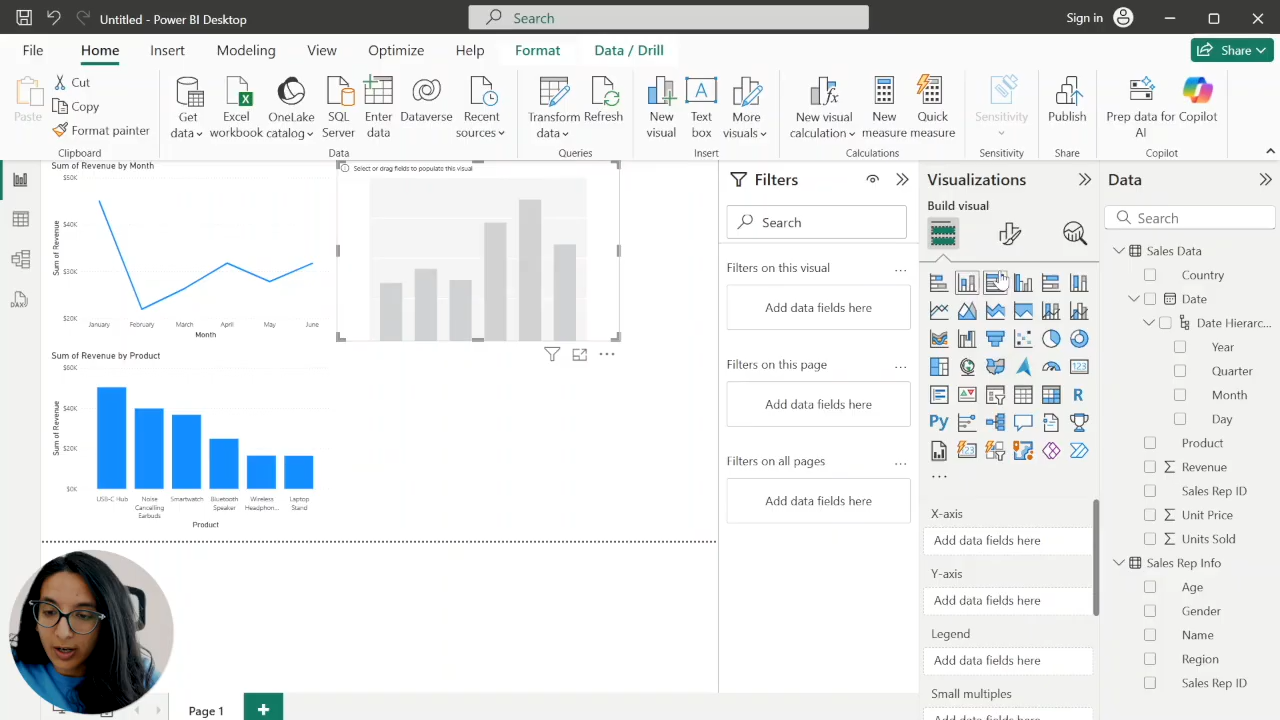 Untitled - Power BI Desktop
Search
Sign in
File
Home
Insert
Modeling
View
Optimize
Help
Format
Data / Drill
Share
Paste
Cut
Copy
Format painter
Clipboard
Get
data
Excel
workbook
OneLake
catalog
SQL
Server
Enter
data
Dataverse
Recent
sources
Data
Transform
data
Refresh
Queries
New
visual
Text
box
More
visuals
Insert
New visual
calculation
New
measure
Quick
measure
Calculations
Sensitivity
Sensitivity
Publish
Share
Prep data for
AI
Copilot
Copilot
Sum of Revenue by Month
$50K
$40K
$30K
$20K
Sum of Revenue
January
February
March
April
May
June
Month
Select or drag fields to populate this visual
Sum of Revenue by Product
$60K
$40K
$20K
$0K
Sum of Revenue
USB-C Hub
Noise
Cancelling
Earbuds
Smartwatch
Bluetooth
Speaker
Wireless
Headphon...
Laptop
Stand
Product
Page 1
Filters
Search
Filters on this visual
...
Add data fields here
Filters on this page
...
Add data fields here
Filters on all pages
...
Add data fields here
Visualizations
Build visual
123
R
Py
...
X-axis
Add data fields here
Y-axis
Add data fields here
Legend
Add data fields here
Small multiples
Data
Search
Sales Data
Country
Date
Date Hierarc...
Year
Quarter
Month
Day
Product
Revenue
Sales Rep ID
Unit Price
Units Sold
Sales Rep Info
Age
Gender
Name
Region
Sales Rep ID